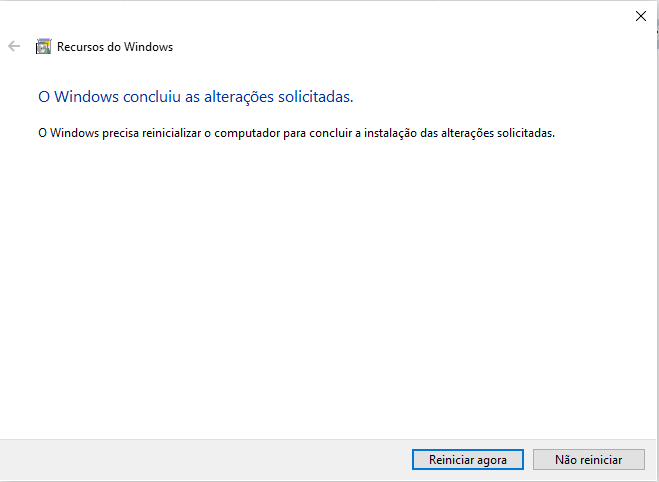 Recursos do Windows
O Windows concluiu as alterações solicitadas.
O Windows precisa reinicializar o computador para concluir a instalação das alterações solicitadas.
Reiniciar agora
Não reiniciar